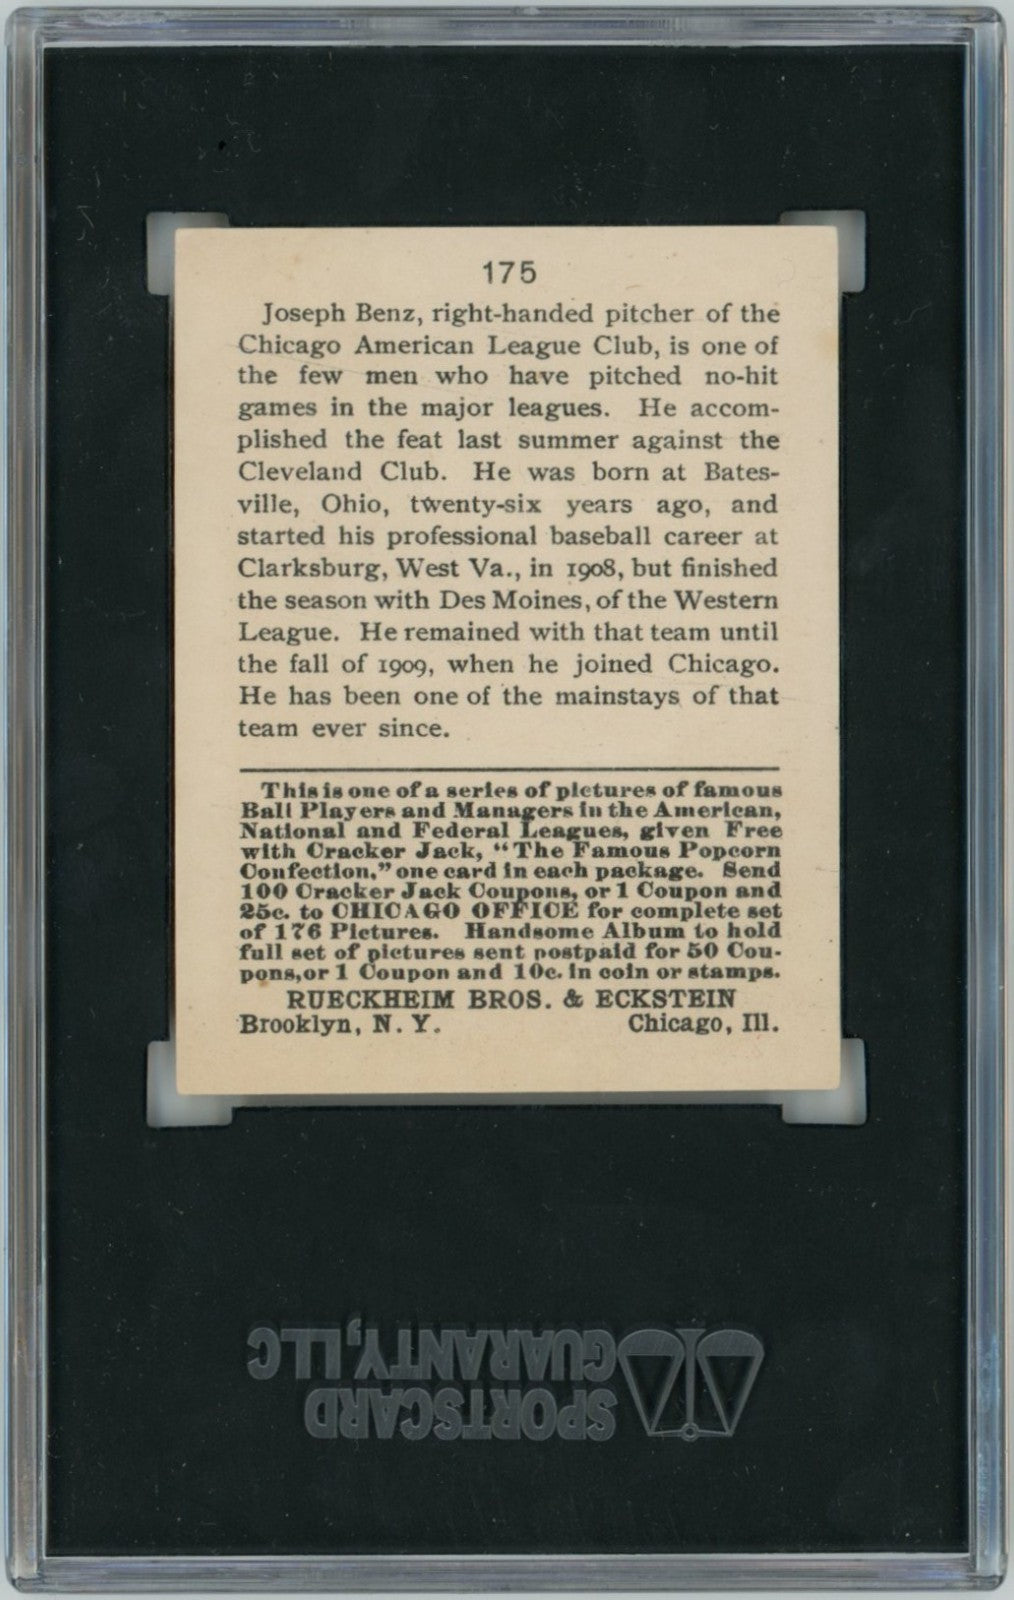 175
Joseph Benz, right-handed pitcher of the
Chicago American League Club, is one of
the few men who have pitched no-hit
games in the major leagues. He accom-
plished the feat last summer against the
Cleveland Club. He was born at Bates-
ville, Ohio, twenty-six years ago, and
started his professional baseball career at
Clarksburg, West Va., in 1908, but finished
the season with Des Moines, of the Western
League. He remained with that team until
the fall of 1909, when he joined Chicago.
He has been one of the mainstays of that
team ever since.
This is one of a series of pictures of famous
Ball Players and Managers in the American,
National and Federal Leagues, given Free
with Cracker Jack, "The Famous Popcorn
Confection," one card in each package. Send
100 Cracker Jack Coupons, or 1 Coupon and
25c. to CHICAGO OFFICE for complete set
of 176 Pictures. Handsome Album to hold
full set of pictures sent postpaid for 50 Cou-
pons, or 1 Coupon and 10c. in coin or stamps.
RUECKHEIM BROS. & ECKSTEIN
Brooklyn, N. Y. Chicago, Ill.
SPORTSCARD
GUARANTY, LLC